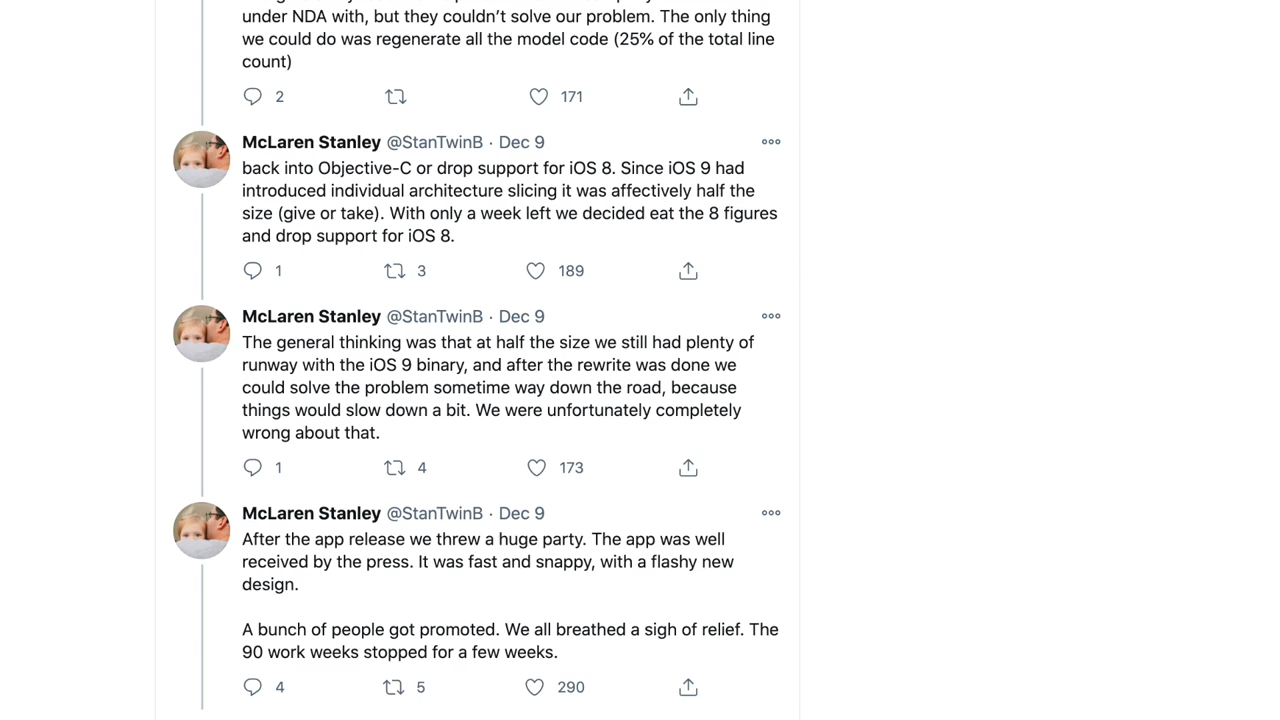 under NDA with, but they couldn’t solve our problem. The only thing
we could do was regenerate all the model code (25% of the total line
count)
2 171
McLaren Stanley @StanTwinB · Dec 9
back into Objective-C or drop support for iOS 8. Since iOS 9 had
introduced individual architecture slicing it was affectively half the
size (give or take). With only a week left we decided eat the 8 figures
and drop support for iOS 8.
1 3 189
McLaren Stanley @StanTwinB · Dec 9
The general thinking was that at half the size we still had plenty of
runway with the iOS 9 binary, and after the rewrite was done we
could solve the problem sometime way down the road, because
things would slow down a bit. We were unfortunately completely
wrong about that.
1 4 173
McLaren Stanley @StanTwinB · Dec 9
After the app release we threw a huge party. The app was well
received by the press. It was fast and snappy, with a flashy new
design.
A bunch of people got promoted. We all breathed a sigh of relief. The
90 work weeks stopped for a few weeks.
4 5 290